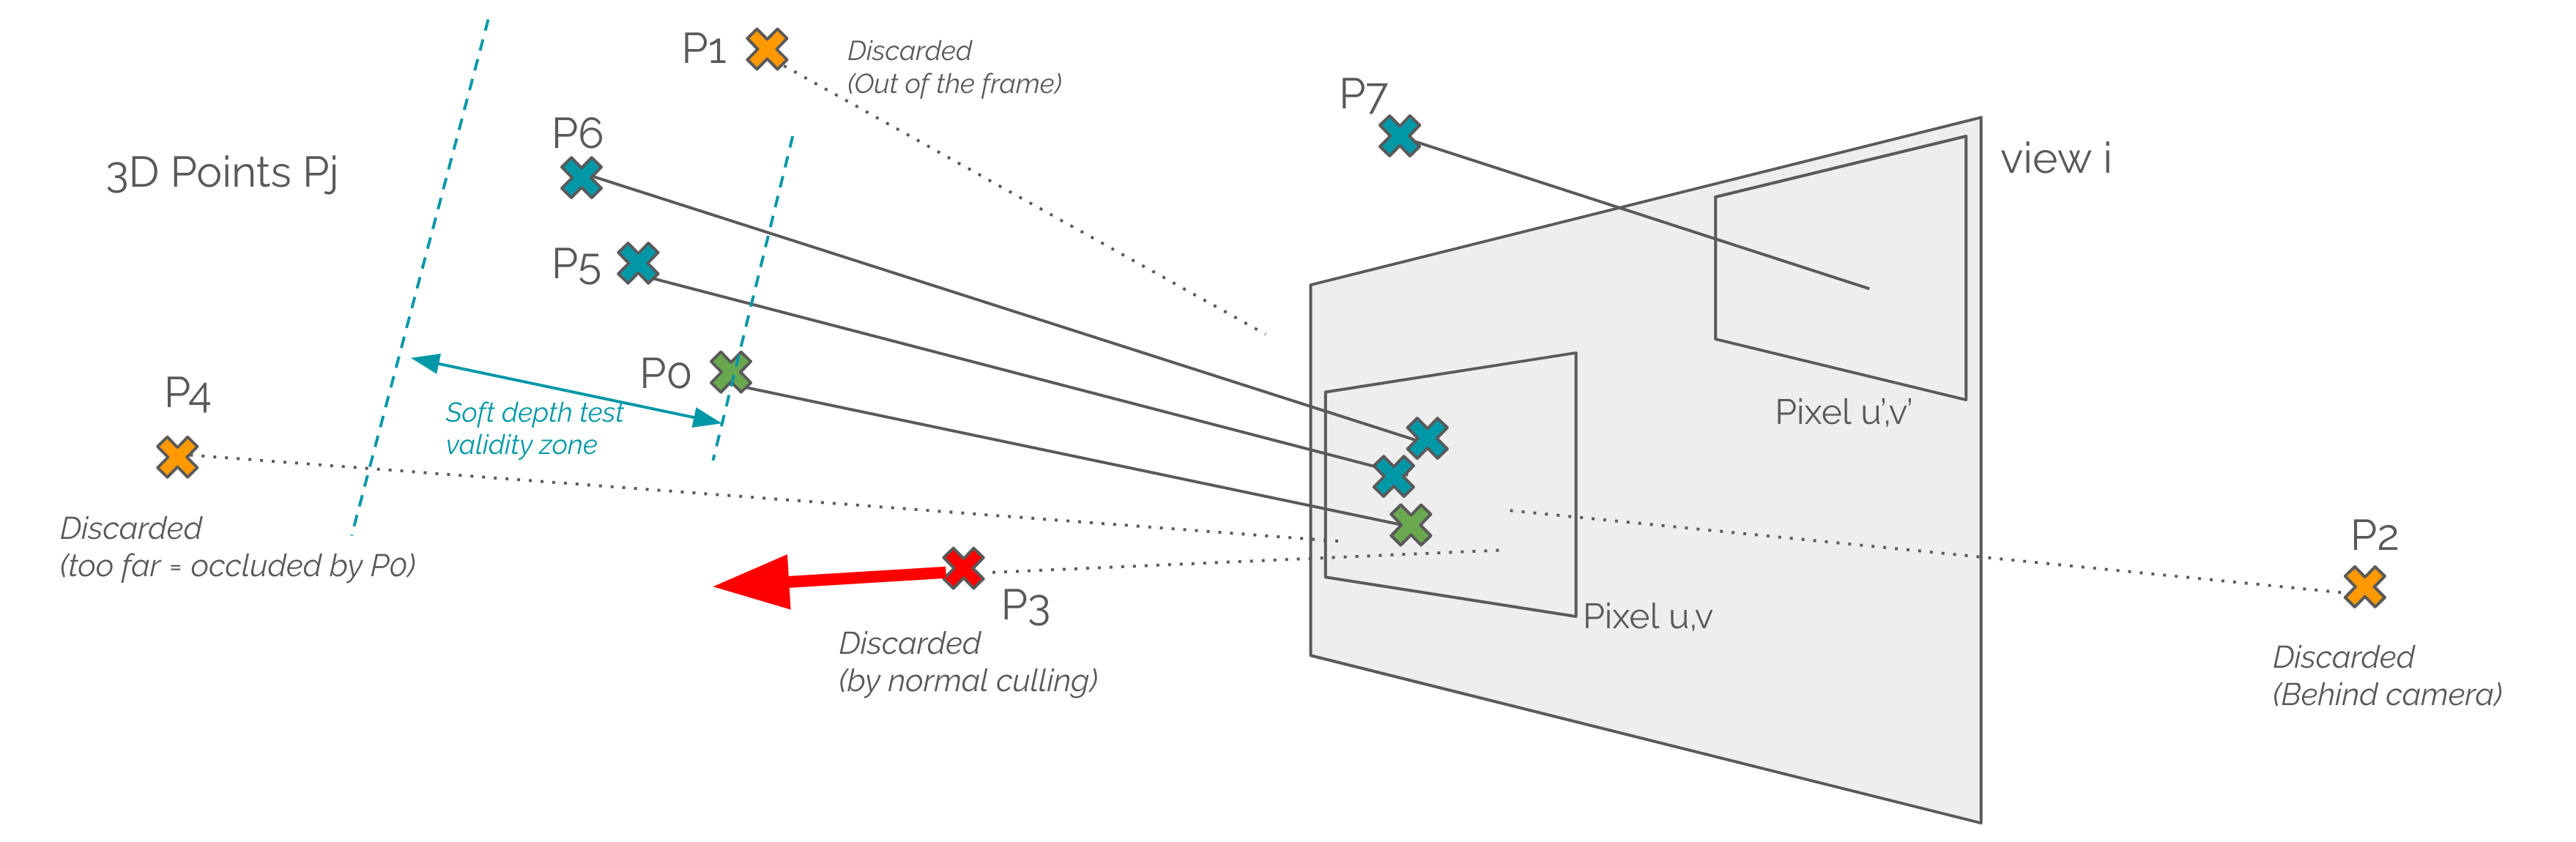 P1
Discarded
(Out of the frame)
P7
P6
view i
3D Points Pj
P5
P0
P4
Soft depth test
validity zone
Pixel u',v'
Discarded
(too far = occluded by P0)
P2
P3
Pixel u,v
Discarded
(by normal culling)
Discarded
(Behind camera)